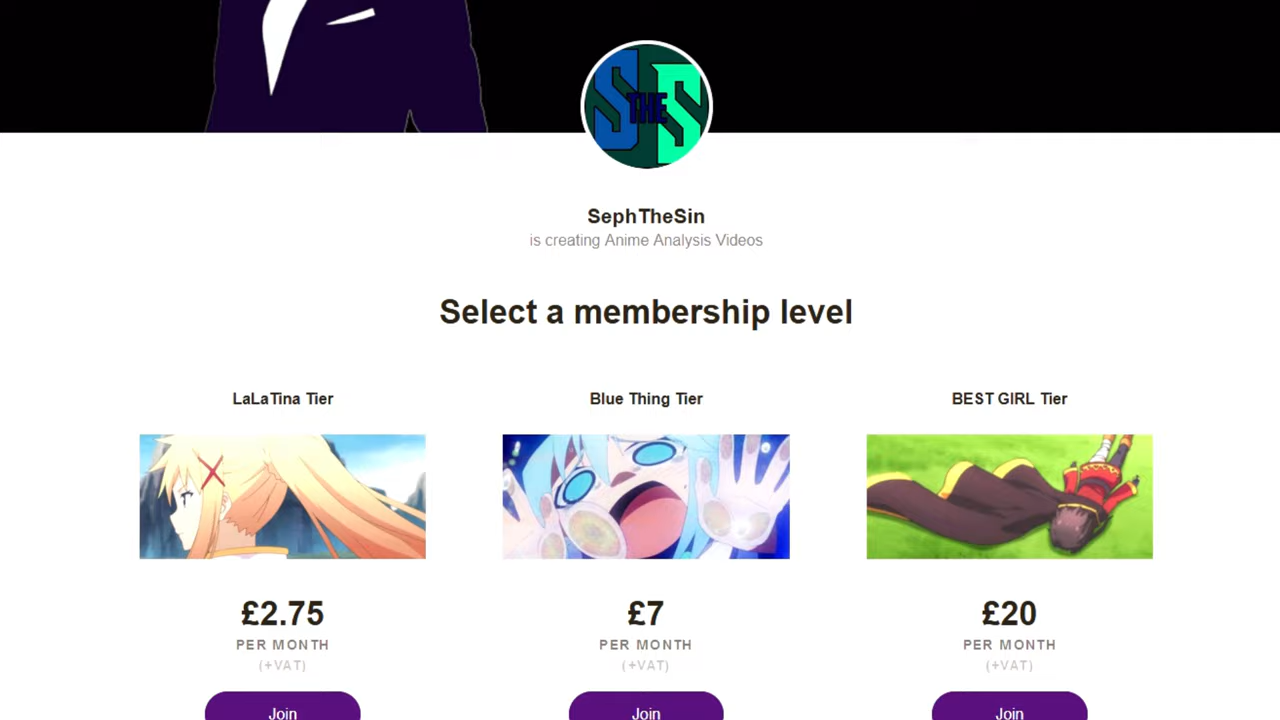 S THE S
SephTheSin
is creating Anime Analysis Videos
Select a membership level
LaLaTina Tier
Blue Thing Tier
BEST GIRL Tier
£2.75
£7
£20
PER MONTH
PER MONTH
PER MONTH
(+VAT)
(+VAT)
(+VAT)
Join
Join
Join